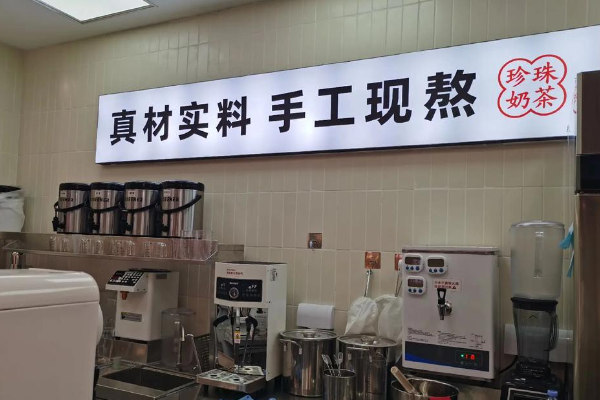 真材实料 手工现熬
珍珠
奶茶